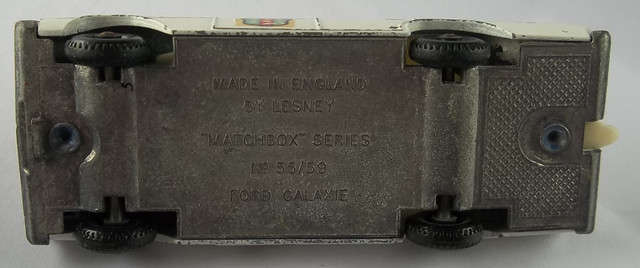 MADE IN ENGLAND
BY LESNEY
"MATCHBOX" SERIES
Nº 55/59
FORD GALAXIE